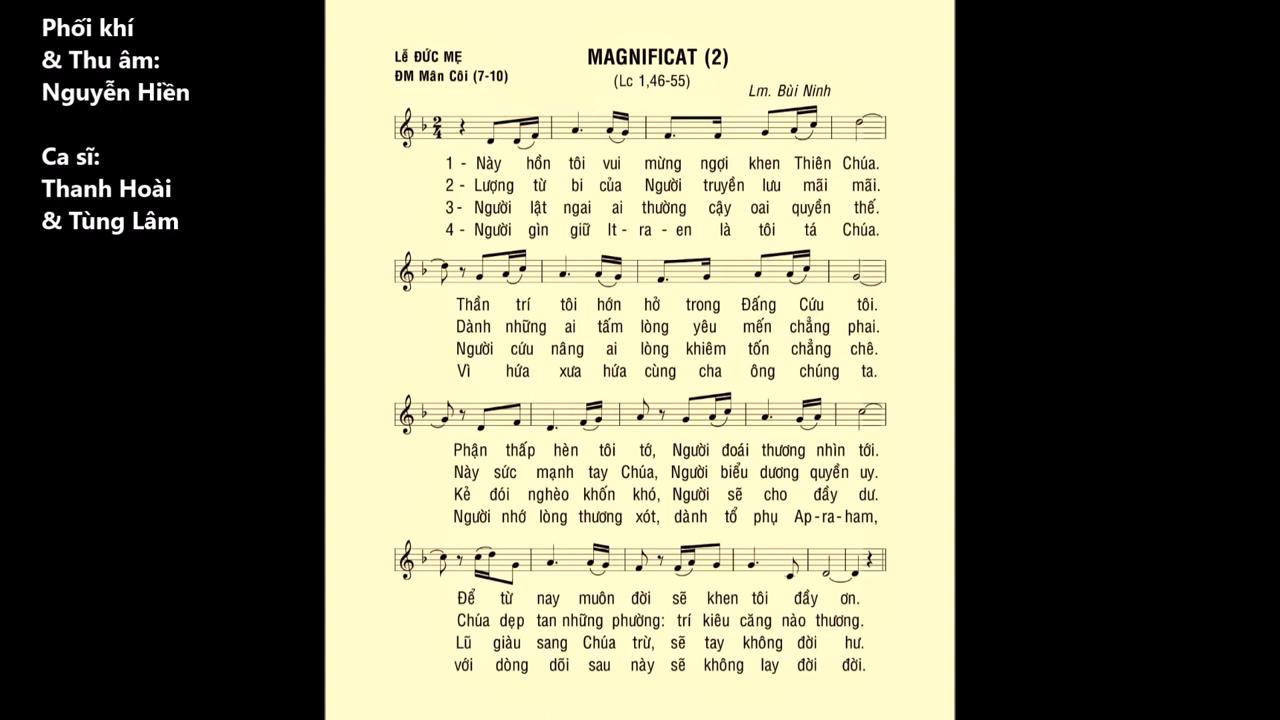 Phối khí
& Thu âm:
Nguyễn Hiền
Ca sĩ:
Thanh Hoài
& Tùng Lâm
LỄ ĐỨC MẸ
ĐM Mân Côi (7-10)
MAGNIFICAT (2)
(Lc 1,46-55)
Lm. Bùi Ninh
1 - Này hồn tôi vui mừng ngợi khen Thiên Chúa.
2 - Lượng từ bi của Người truyền lưu mãi mãi.
3 - Người lật ngai ai thường cậy oai quyền thế.
4 - Người gìn giữ It - ra - en là tôi tá Chúa.
Thần trí tôi hớn hở trong Đấng Cứu tôi.
Dành những ai tấm lòng yêu mến chẳng phai.
Người cứu nâng ai lòng khiêm tốn chẳng chê.
Vì hứa xưa hứa cùng cha ông chúng ta.
Phận thấp hèn tôi tớ, Người đoái thương nhìn tới.
Này sức mạnh tay Chúa, Người biểu dương quyền uy.
Kẻ đói nghèo khốn khó, Người sẽ cho đầy dư.
Người nhớ lòng thương xót, dành tổ phụ Ap-ra-ham,
Để từ nay muôn đời sẽ khen tôi đầy ơn.
Chúa dẹp tan những phường: trí kiêu căng nào thương.
Lũ giàu sang Chúa trừ, sẽ tay không đời hư.
với dòng dõi sau này sẽ không lay đời đời.